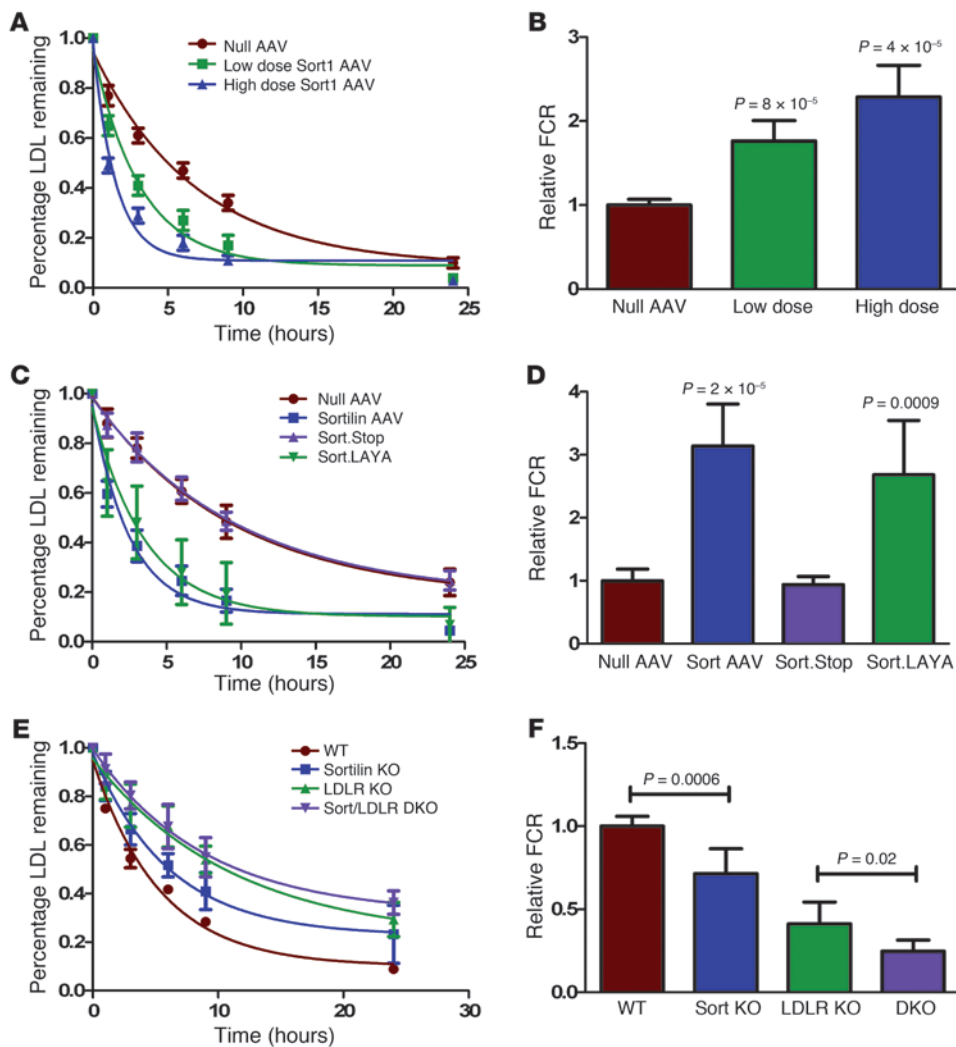 A
Percentage LDL remaining
1.0
0.8
0.6
0.4
0.2
0.0
0
5
10
15
20
25
Time (hours)
Null AAV
Low dose Sort1 AAV
High dose Sort1 AAV
B
Relative FCR
3
2
1
0
P = 8 × 10⁻⁵
P = 4 × 10⁻⁵
Null AAV
Low dose
High dose
C
Percentage LDL remaining
1.0
0.8
0.6
0.4
0.2
0.0
0
5
10
15
20
25
Time (hours)
Null AAV
Sortilin AAV
Sort.Stop
Sort.LAYA
D
Relative FCR
4
3
2
1
0
P = 2 × 10⁻⁵
P = 0.0009
Null AAV
Sort AAV
Sort.Stop
Sort.LAYA
E
Percentage LDL remaining
1.0
0.8
0.6
0.4
0.2
0.0
0
10
20
30
Time (hours)
WT
Sortilin KO
LDLR KO
Sort/LDLR DKO
F
Relative FCR
1.5
1.0
0.5
0.0
P = 0.0006
P = 0.02
WT
Sort KO
LDLR KO
DKO